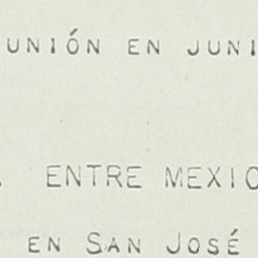 UNIÓN EN JUNI
. ENTRE MEXIC
EN SAN JOSÉ